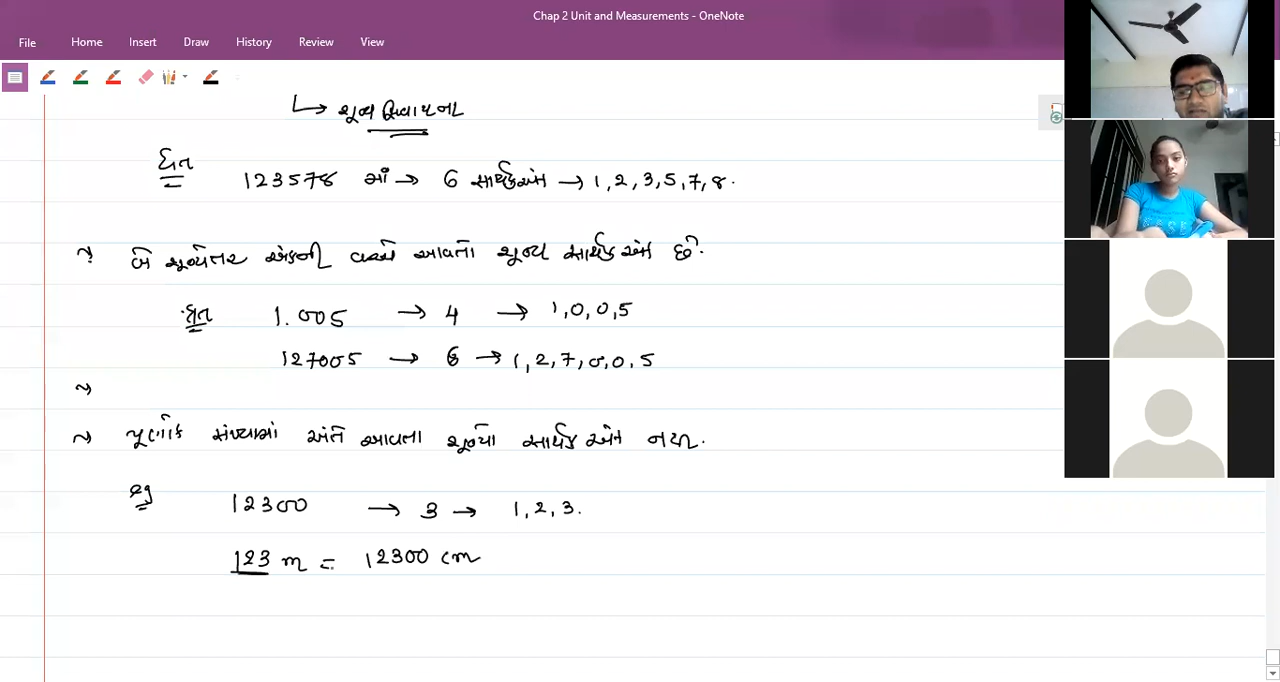 Chap 2 Unit and Measurements - OneNote
File Home Insert Draw History Review View
↳ શૂન્ય સિવાયના
દા.ત
123578 માં → 6 સાર્થક અંક → 1, 2, 3, 5, 7, 8.
~ બે શૂન્યેતર અંકની વચ્ચે આવતા શૂન્ય સાર્થક અંક છે.
દા.ત 1.005 → 4 → 1, 0, 0, 5
127005 → 6 → 1, 2, 7, 0, 0, 5
~
~ પૂર્ણાંક સંખ્યામાં અંતે આવતા શૂન્યો સાર્થક અંક નથી.
eg
12300 → 3 → 1, 2, 3.
123 m = 12300 cm